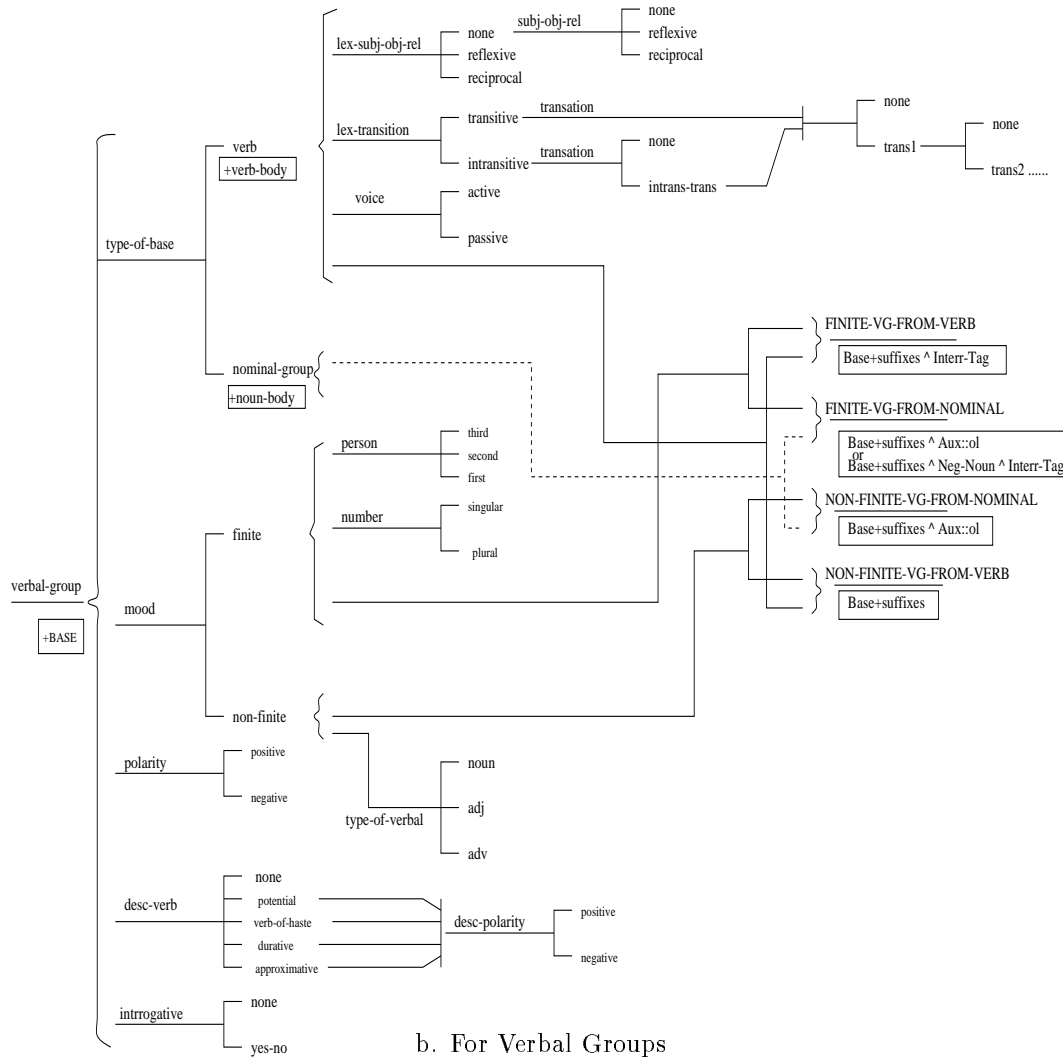 none
subj-obj-rel
none
reflexive
reciprocal
lex-subj-obj-rel
reflexive
reciprocal
none
transation
transitive
lex-transition
none
none
trans1
verb
+verb-body
transation
intransitive
intrans-trans
trans2 ......
active
voice
passive
type-of-base
FINITE-VG-FROM-VERB
Base+suffixes ^ Interr-Tag
nominal-group
+noun-body
FINITE-VG-FROM-NOMINAL
third
person
second
first
Base+suffixes ^ Aux::ol
or
Base+suffixes ^ Neg-Noun ^ Interr-Tag
NON-FINITE-VG-FROM-NOMINAL
singular
number
Base+suffixes ^ Aux::ol
finite
plural
NON-FINITE-VG-FROM-VERB
verbal-group
Base+suffixes
mood
+BASE
non-finite
positive
polarity
noun
negative
adj
type-of-verbal
adv
none
potential
desc-verb
positive
verb-of-haste
desc-polarity
durative
negative
approximative
none
intrrogative
yes-no
b. For Verbal Groups